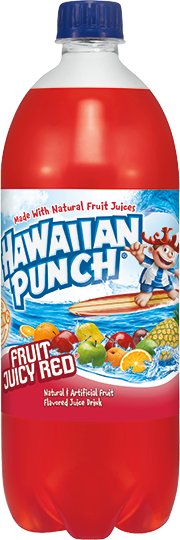 Made With Natural Fruit Juices
HAWAIIAN
PUNCH®
FRUIT
JUICY RED
Natural & Artificial Fruit
Flavored Juice Drink